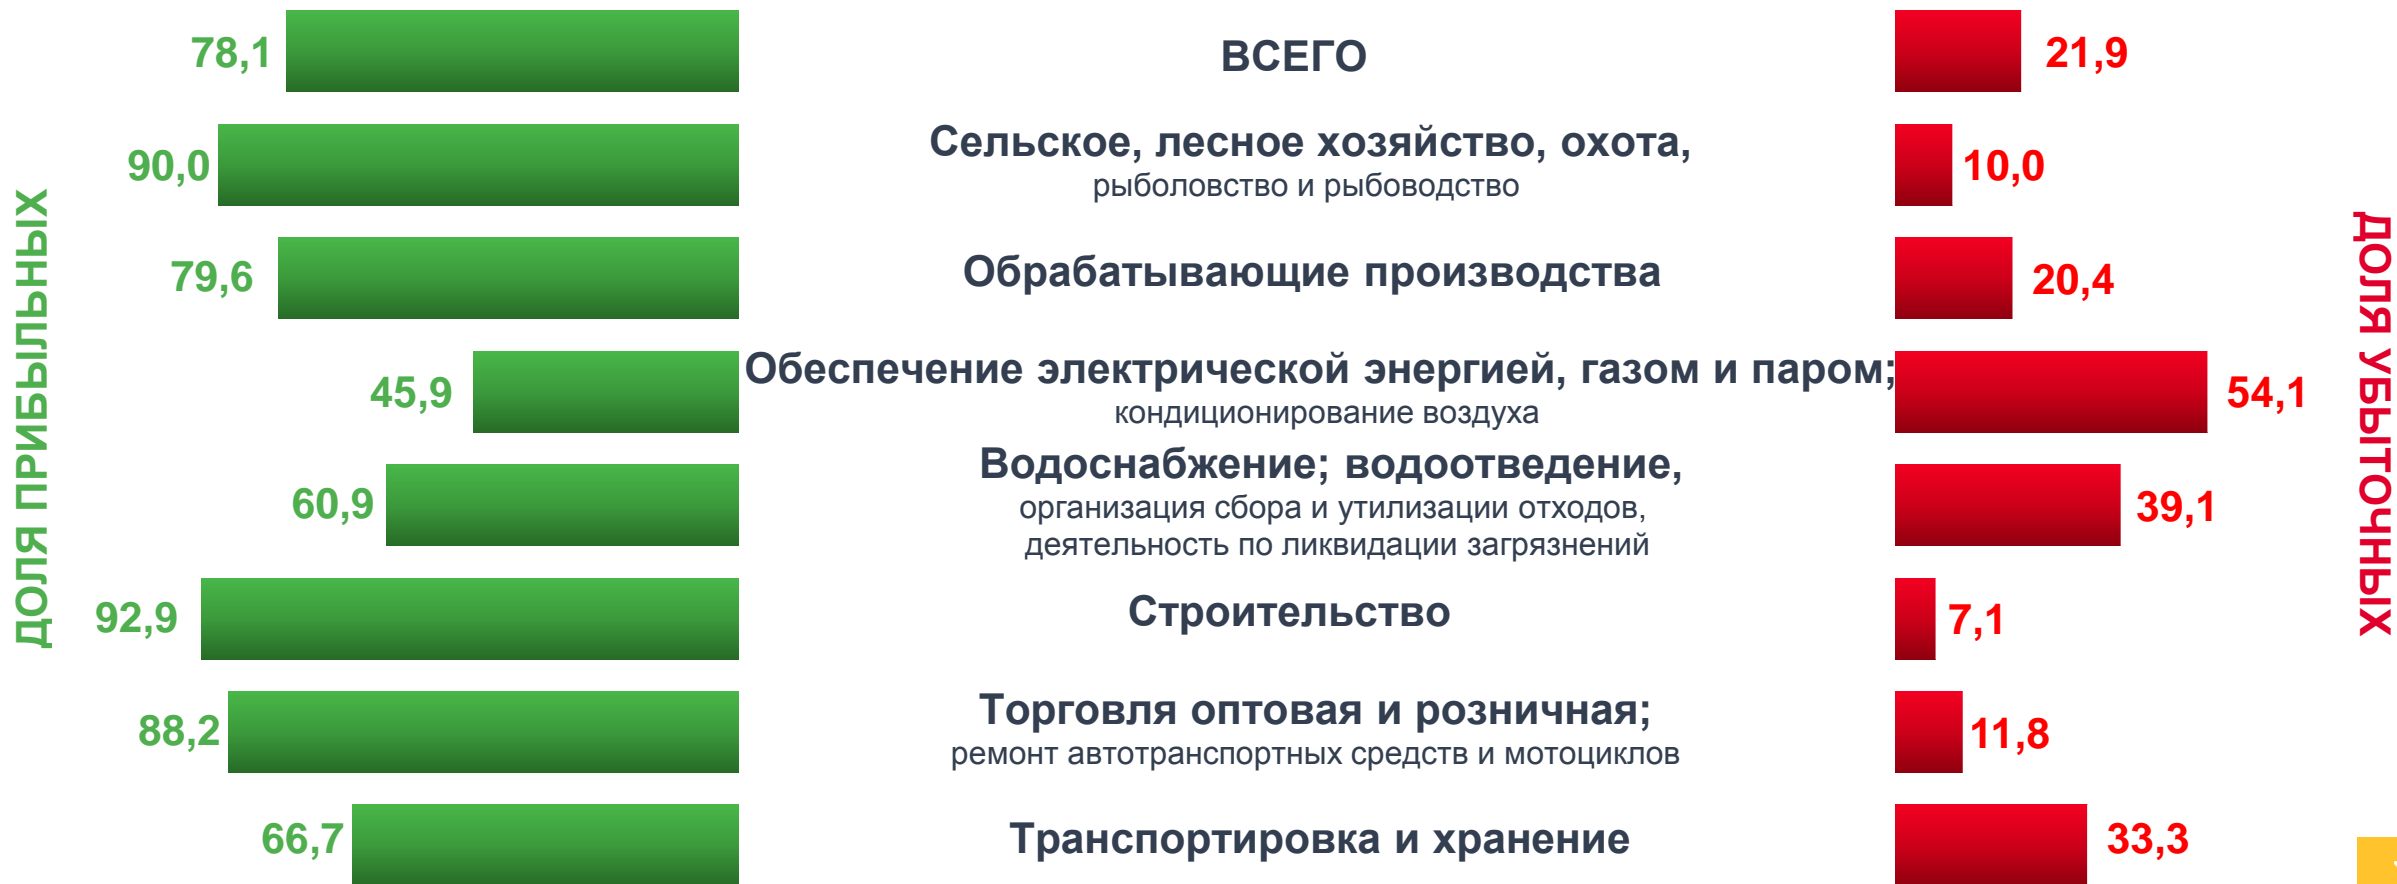 ДОЛЯ ПРИБЫЛЬНЫХ
78,1
ВСЕГО
21,9
90,0
Сельское, лесное хозяйство, охота,
рыболовство и рыбоводство
10,0
79,6
Обрабатывающие производства
20,4
45,9
Обеспечение электрической энергией, газом и паром;
кондиционирование воздуха
54,1
60,9
Водоснабжение; водоотведение,
организация сбора и утилизации отходов,
деятельность по ликвидации загрязнений
39,1
92,9
Строительство
7,1
88,2
Торговля оптовая и розничная;
ремонт автотранспортных средств и мотоциклов
11,8
66,7
Транспортировка и хранение
33,3
ДОЛЯ УБЫТОЧНЫХ